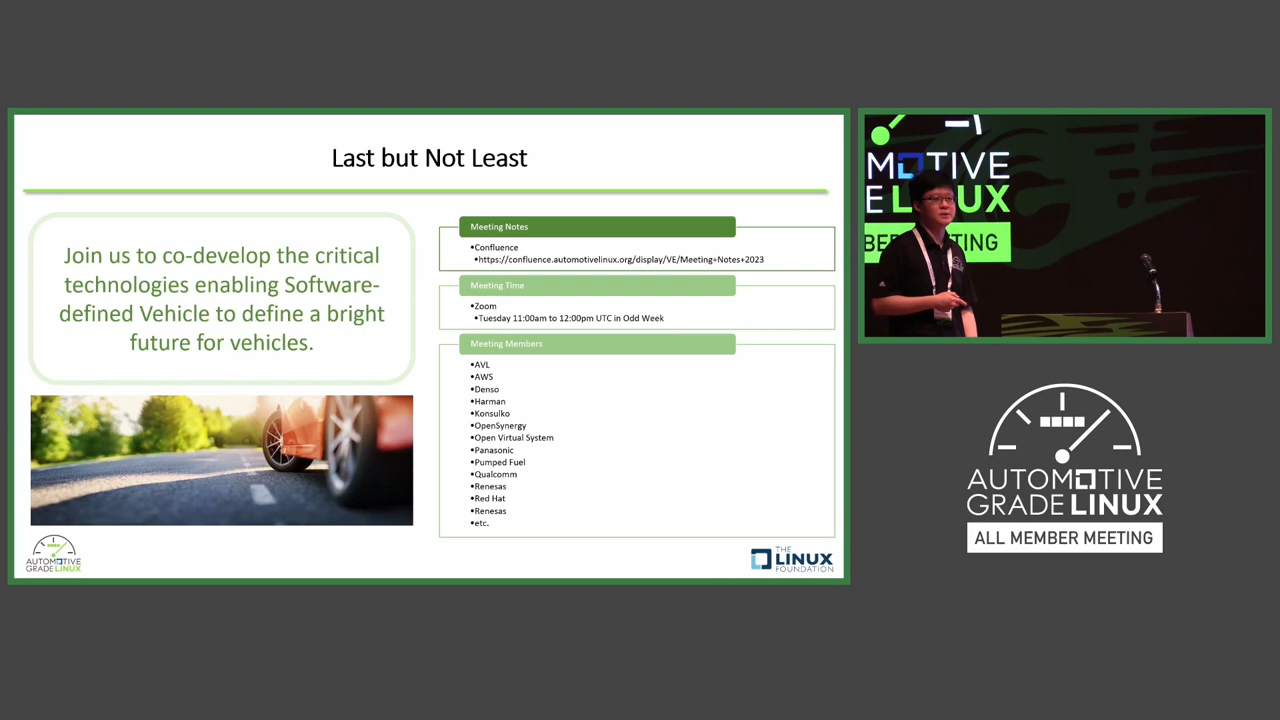 Last but Not Least
Join us to co-develop the critical
technologies enabling Software-
defined Vehicle to define a bright
future for vehicles.
Meeting Notes
•Confluence
•https://confluence.automotivelinux.org/display/VE/Meeting+Notes+2023
Meeting Time
•Zoom
•Tuesday 11:00am to 12:00pm UTC in Odd Week
Meeting Members
•AVL
•AWS
•Denso
•Harman
•Konsulko
•OpenSynergy
•Open Virtual System
•Panasonic
•Pumped Fuel
•Qualcomm
•Renesas
•Red Hat
•Renesas
•etc.
AUTOMOTIVE
GRADE LINUX
THE
LINUX
FOUNDATION
MOTIVE
E LINUX
BER MEETING
AUTOMOTIVE
GRADE LINUX
ALL MEMBER MEETING